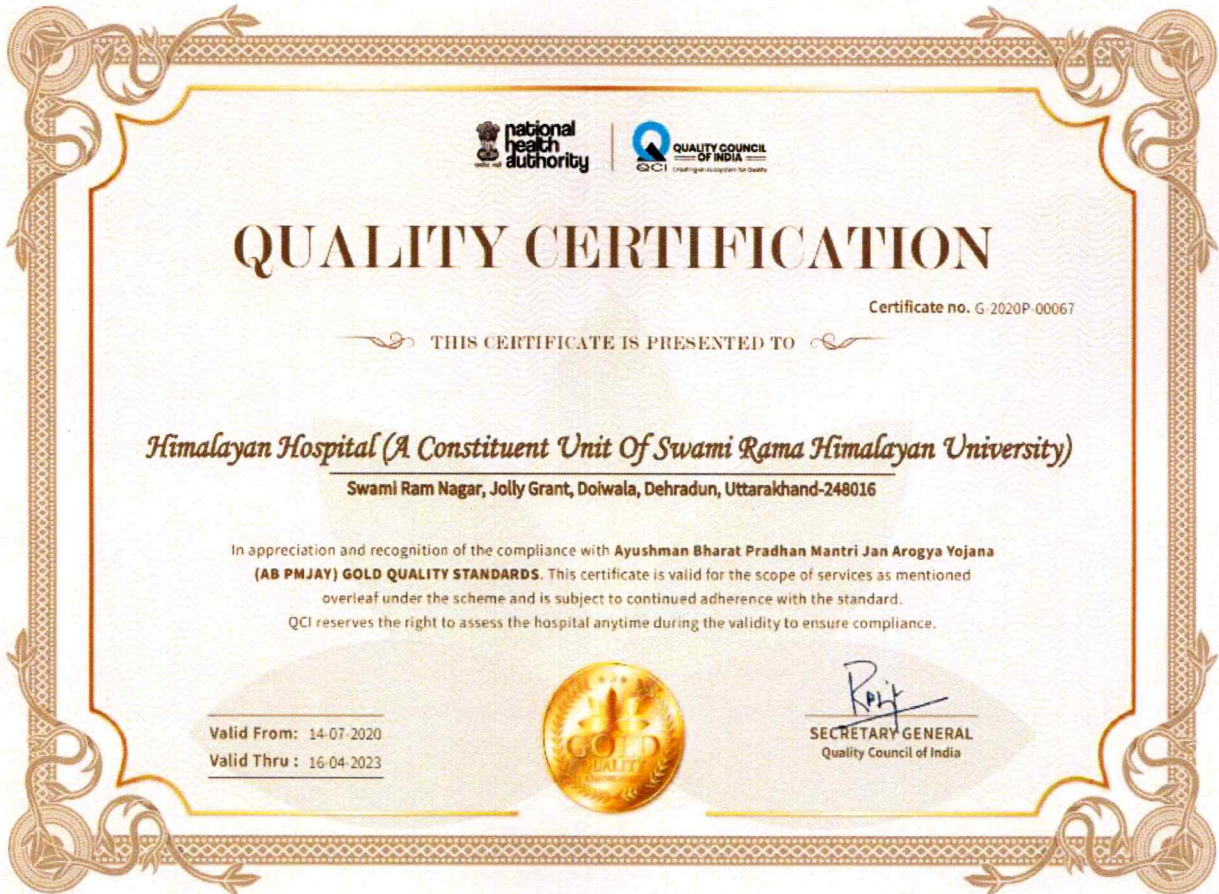 national
health
authority
QCI
QUALITY COUNCIL
OF INDIA
Creating an Ecosystem for Quality
QUALITY CERTIFICATION
Certificate no. G-2020P-00067
THIS CERTIFICATE IS PRESENTED TO
Himalayan Hospital (A Constituent Unit Of Swami Rama Himalayan University)
Swami Ram Nagar, Jolly Grant, Doiwala, Dehradun, Uttarakhand-248016
In appreciation and recognition of the compliance with Ayushman Bharat Pradhan Mantri Jan Arogya Yojana
(AB PMJAY) GOLD QUALITY STANDARDS. This certificate is valid for the scope of services as mentioned
overleaf under the scheme and is subject to continued adherence with the standard.
QCI reserves the right to assess the hospital anytime during the validity to ensure compliance.
Valid From: 14-07-2020
Valid Thru : 16-04-2023
GOLD
QUALITY
SECRETARY GENERAL
Quality Council of India